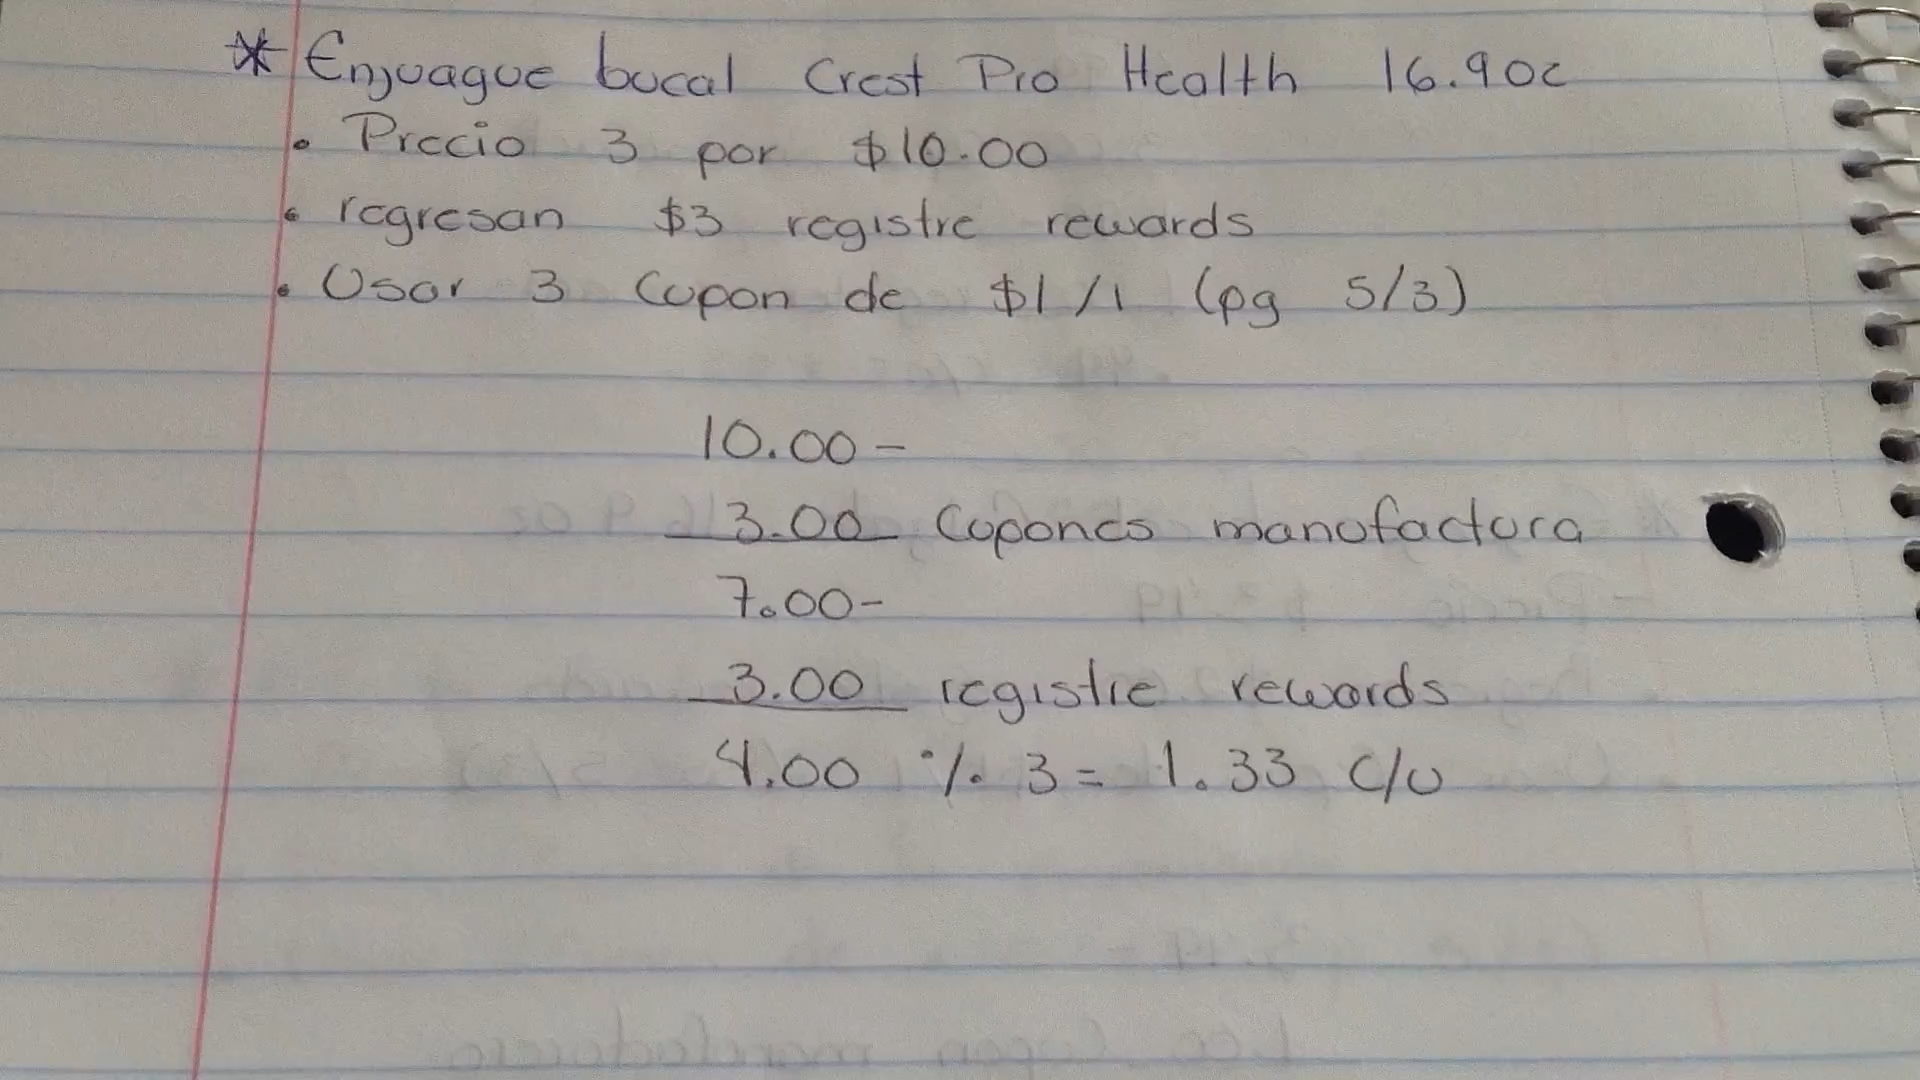 * Enjuague bucal Crest Pro Health 16.9oz
• Precio 3 por $10.00
• regresan $3 registre rewards
• Usar 3 Cupon de $1/1 (pg 5/3)
10.00-
3.00 Cupones manufactura
7.00-
3.00 registre rewards
4.00 % 3 = 1.33 c/u